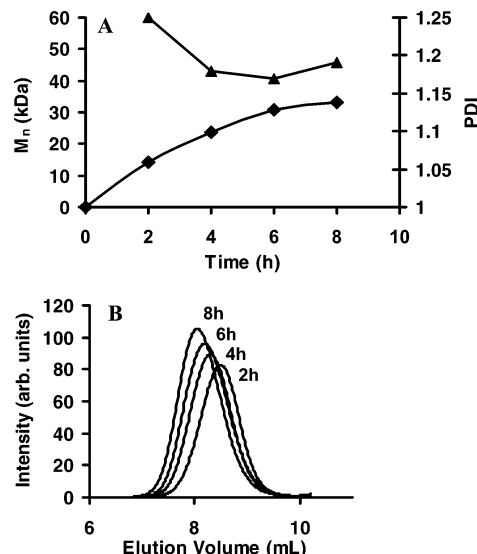 A
60
50
40
30
20
10
0
Mn (kDa)
1.25
1.2
1.15
1.1
1.05
1
PDI
0 2 4 6 8 10
Time (h)
B
120
100
80
60
40
20
0
Intensity (arb. units)
8h
6h
4h
2h
6 8 10
Elution Volume (mL)